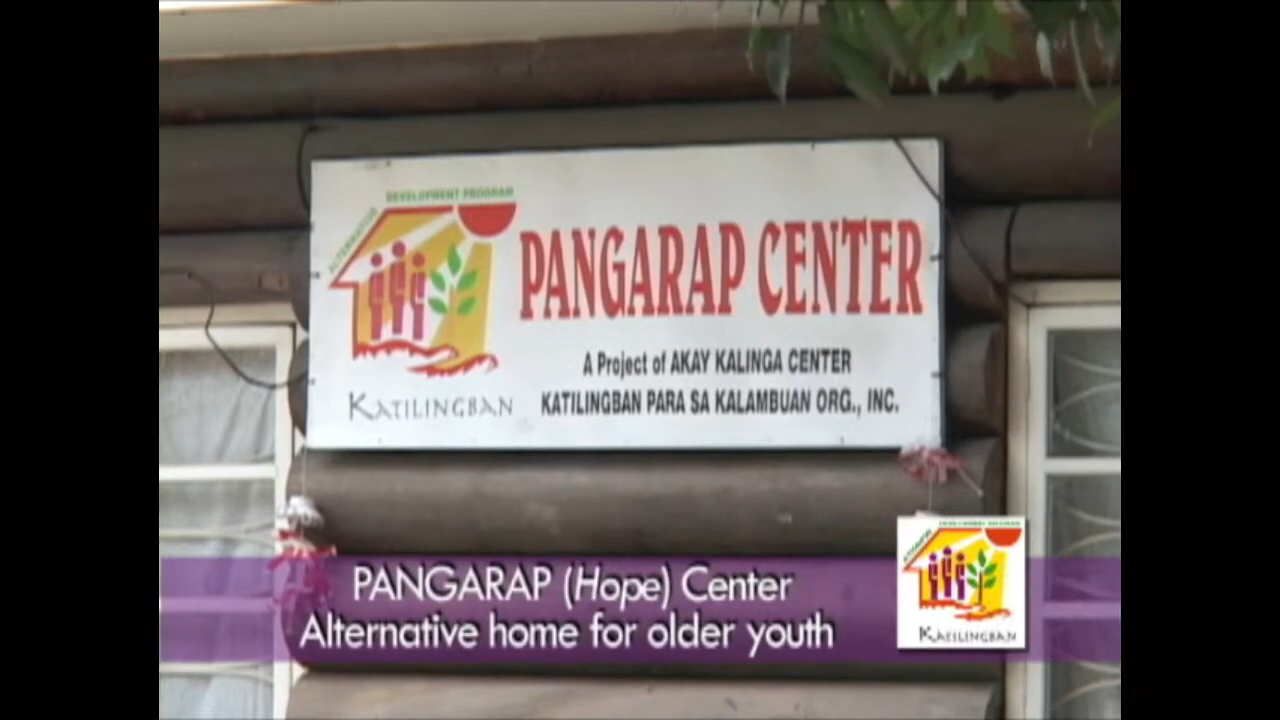 ALTERNATIVE
DEVELOPMENT PROGRAM
PANGARAP CENTER
A Project of AKAY KALINGA CENTER
KATILINGBAN PARA SA KALAMBUAN ORG., INC.
KATILINGBAN
PANGARAP (Hope) Center
Alternative home for older youth
KATILINGBAN